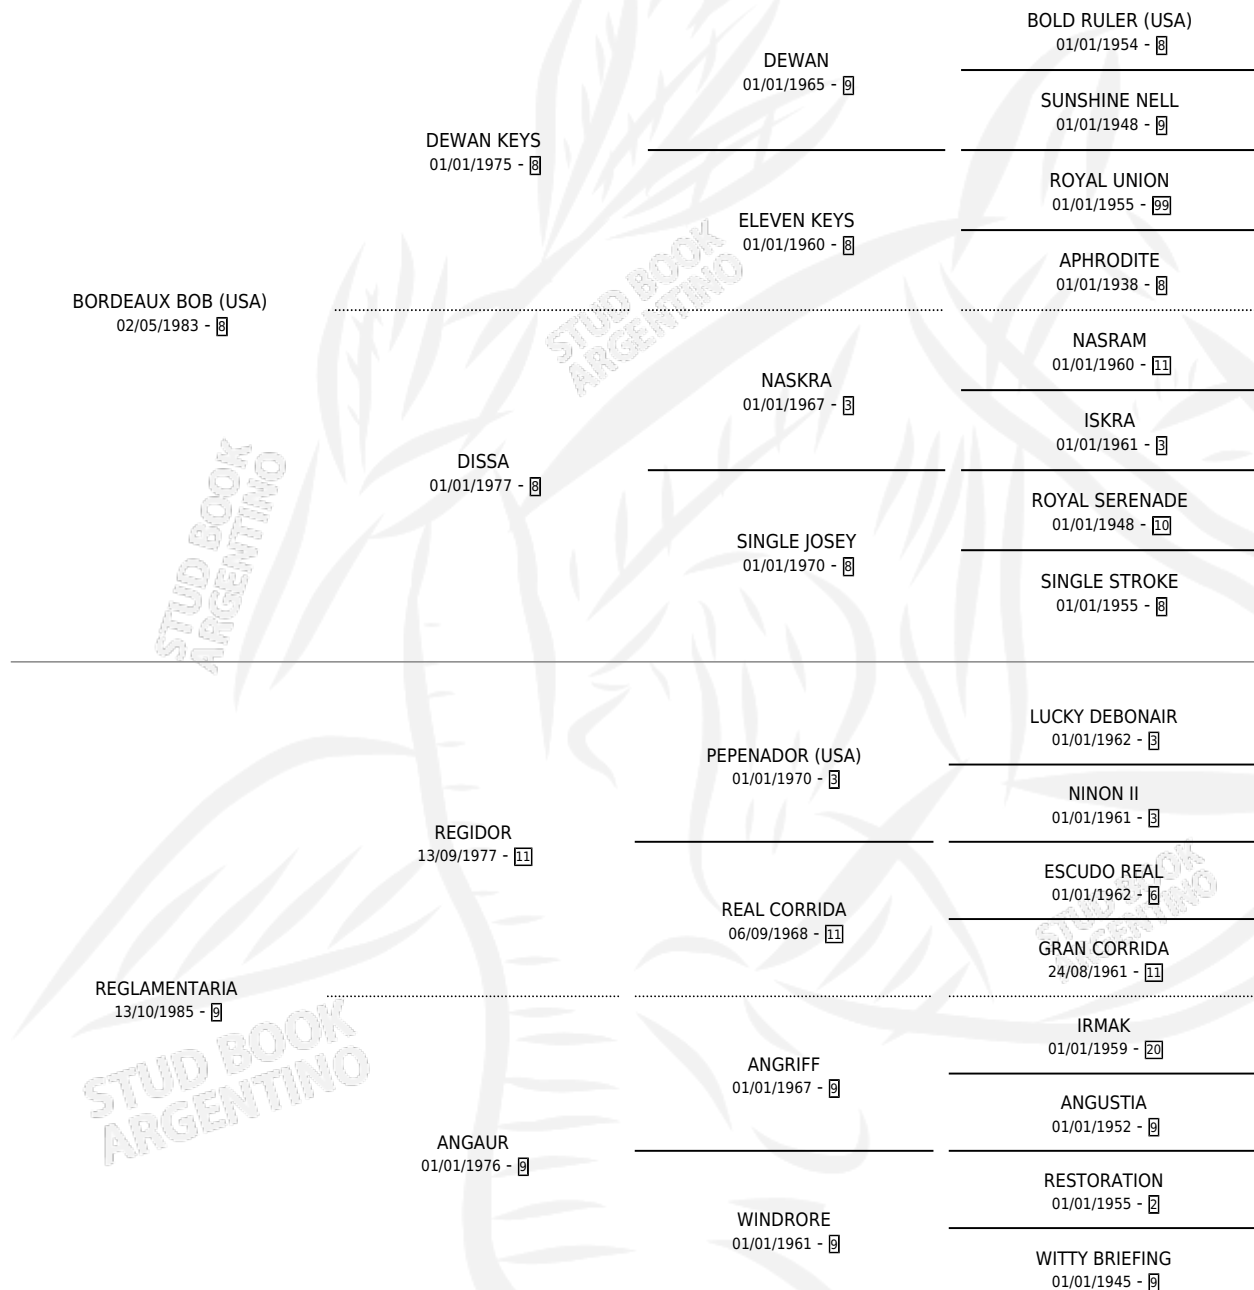 BORDEAUX BOB (USA)
02/05/1983 - 8
DEWAN KEYS
01/01/1975 - 8
DISSA
01/01/1977 - 8
DEWAN
01/01/1965 - 9
ELEVEN KEYS
01/01/1960 - 8
NASKRA
01/01/1967 - 3
SINGLE JOSEY
01/01/1970 - 8
BOLD RULER (USA)
01/01/1954 - 8
SUNSHINE NELL
01/01/1948 - 9
ROYAL UNION
01/01/1955 - 99
APHRODITE
01/01/1938 - 8
NASRAM
01/01/1960 - 11
ISKRA
01/01/1961 - 3
ROYAL SERENADE
01/01/1948 - 10
SINGLE STROKE
01/01/1955 - 8
REGLAMENTARIA
13/10/1985 - 9
REGIDOR
13/09/1977 - 11
ANGAUR
01/01/1976 - 9
PEPENADOR (USA)
01/01/1970 - 3
REAL CORRIDA
06/09/1968 - 11
ANGRIFF
01/01/1967 - 9
WINDRORE
01/01/1961 - 9
LUCKY DEBONAIR
01/01/1962 - 3
NINON II
01/01/1961 - 3
ESCUDO REAL
01/01/1962 - 6
GRAN CORRIDA
24/08/1961 - 11
IRMAK
01/01/1959 - 20
ANGUSTIA
01/01/1952 - 9
RESTORATION
01/01/1955 - 2
WITTY BRIEFING
01/01/1945 - 9
STUD BOOK
ARGENTINO
STUD BOOK
ARGENTINO
STUD BOOK
ARGENTINO
STUD BOOK
ARGENTINO